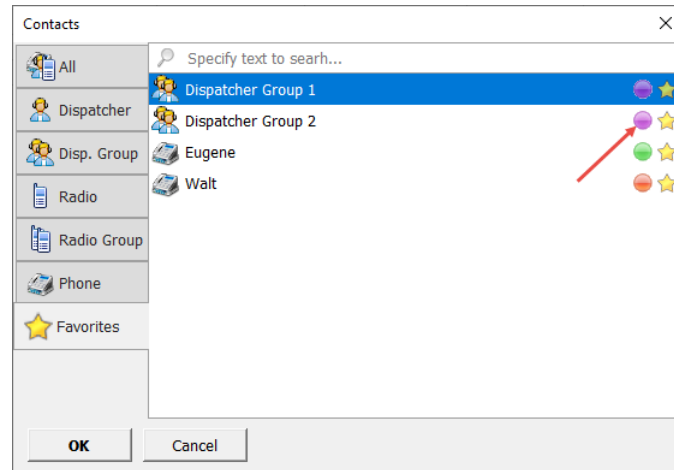 Contacts
All
Dispatcher
Disp. Group
Radio
Radio Group
Phone
Favorites
Specify text to searh...
Dispatcher Group 1
Dispatcher Group 2
Eugene
Walt
OK
Cancel